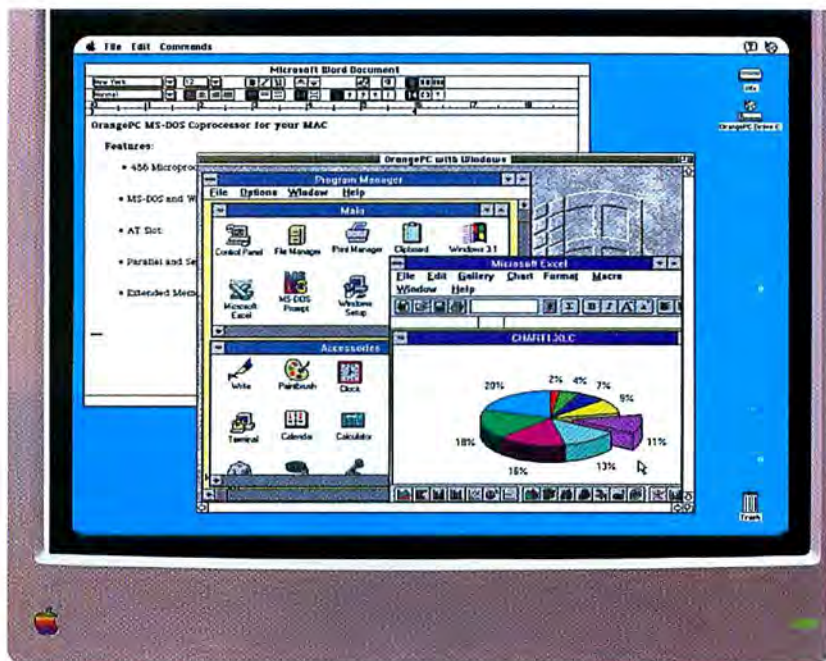 File Edit Commands
Microsoft Word Document
New York
12
Normal
OrangePC MS-DOS Coprocessor for your MAC
Features:
• 486 Microproc
• MS-DOS and W
• AT Slot
• Parallel and Se
• Extended Mem
OrangePC Drive C
OrangePC with Windows
Program Manager
File Options Window Help
Main
Control Panel File Manager Print Manager Clipboard Windows 3.1
Microsoft Excel
MS-DOS Prompt
Windows Setup
Accessories
Write Paintbrush Clock
Terminal Calendar Calculator
Microsoft Excel
File Edit Gallery Chart Format Macro
Window Help
CHART1.XLC
20% 2% 4% 7%
9%
18% 11%
16% 13%
Trash